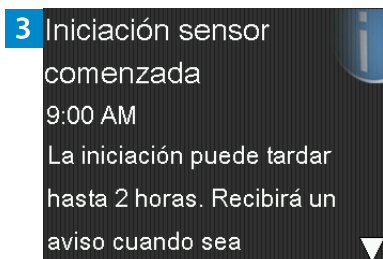 3
Iniciación sensor
comenzada
9:00 AM
La iniciación puede tardar
hasta 2 horas. Recibirá un
aviso cuando sea